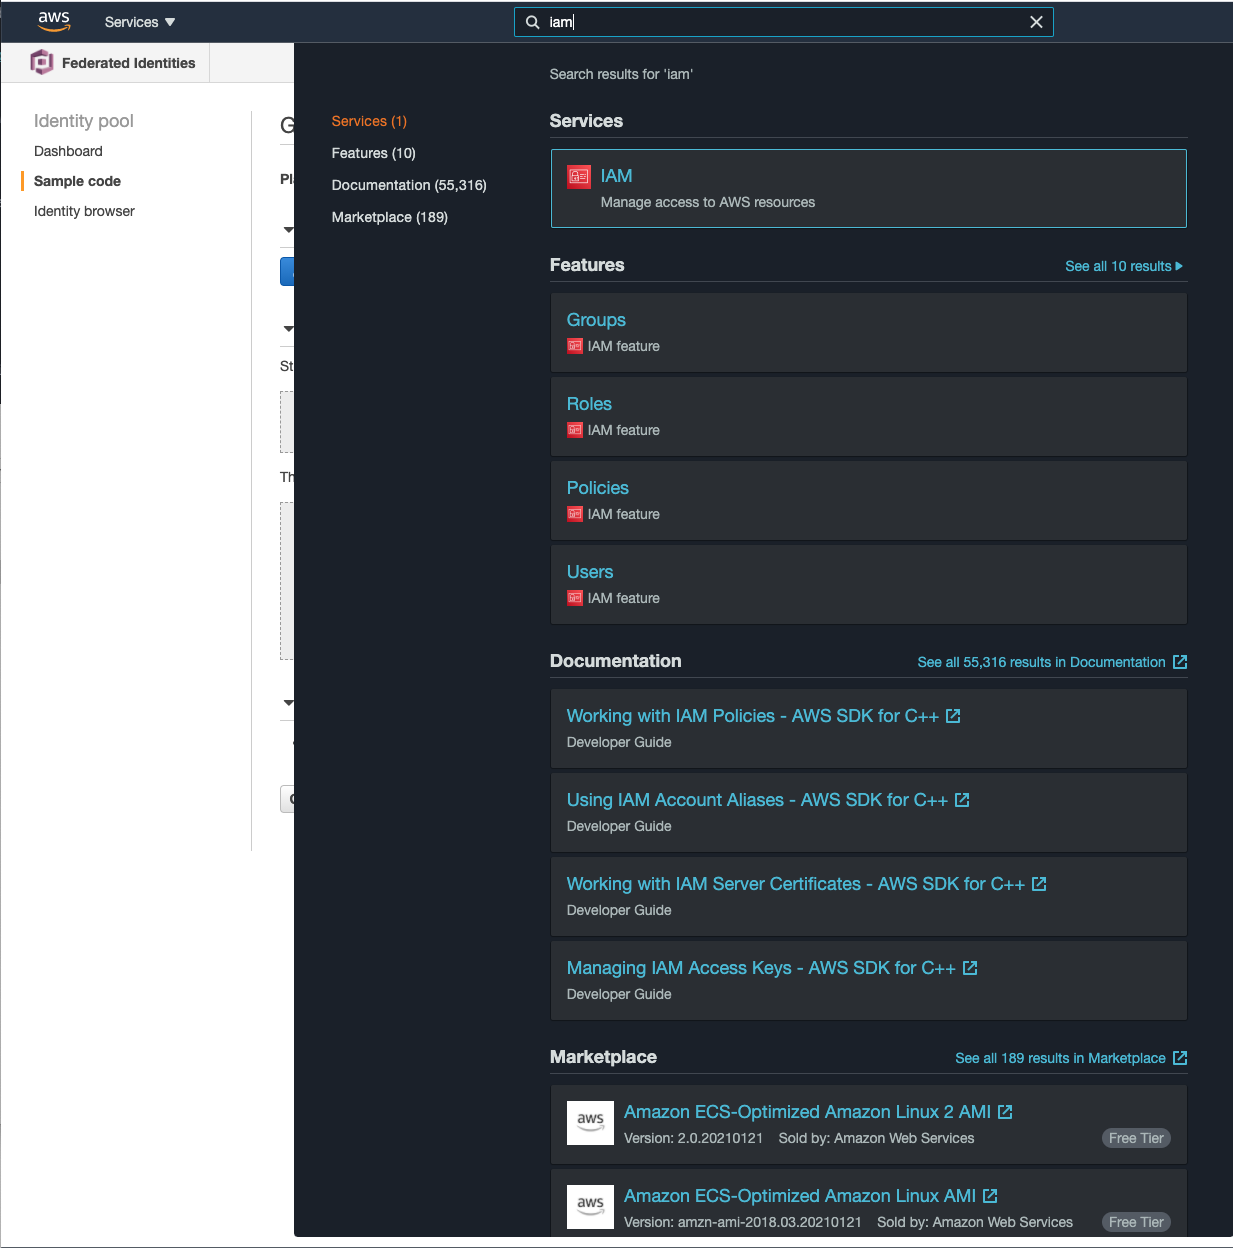 aws
Services ▼
iam
Federated Identities
Identity pool
Dashboard
Sample code
Identity browser
G
St
Search results for 'iam'
Services (1)
Features (10)
Documentation (55,316)
Marketplace (189)
Services
IAM
Manage access to AWS resources
Features
See all 10 results
Groups
IAM feature
Roles
IAM feature
Policies
IAM feature
Users
IAM feature
Documentation
See all 55,316 results in Documentation
Working with IAM Policies - AWS SDK for C++
Developer Guide
Using IAM Account Aliases - AWS SDK for C++
Developer Guide
Working with IAM Server Certificates - AWS SDK for C++
Developer Guide
Managing IAM Access Keys - AWS SDK for C++
Developer Guide
Marketplace
See all 189 results in Marketplace
aws
Amazon ECS-Optimized Amazon Linux 2 AMI
Version: 2.0.20210121 Sold by: Amazon Web Services
Free Tier
aws
Amazon ECS-Optimized Amazon Linux AMI
Version: amzn-ami-2018.03.20210121 Sold by: Amazon Web Services
Free Tier